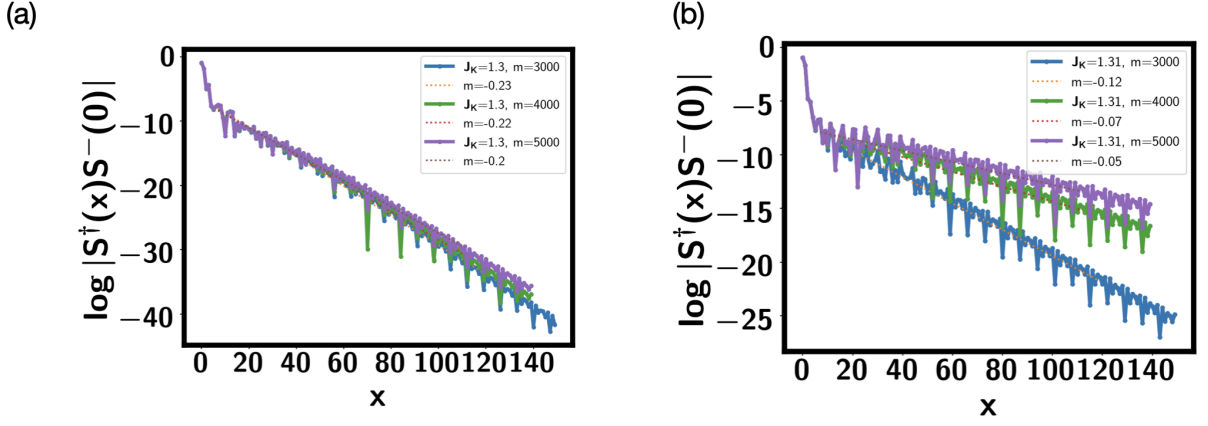 (a)
0
−10
−20
−30
−40
log |S†(x)S−(0)|
0 20 40 60 80 100 120 140
x
J_K=1.3, m=3000
m=-0.23
J_K=1.3, m=4000
m=-0.22
J_K=1.3, m=5000
m=-0.2
(b)
0
−5
−10
−15
−20
−25
log |S†(x)S−(0)|
0 20 40 60 80 100 120 140
x
J_K=1.31, m=3000
m=-0.12
J_K=1.31, m=4000
m=-0.07
J_K=1.31, m=5000
m=-0.05